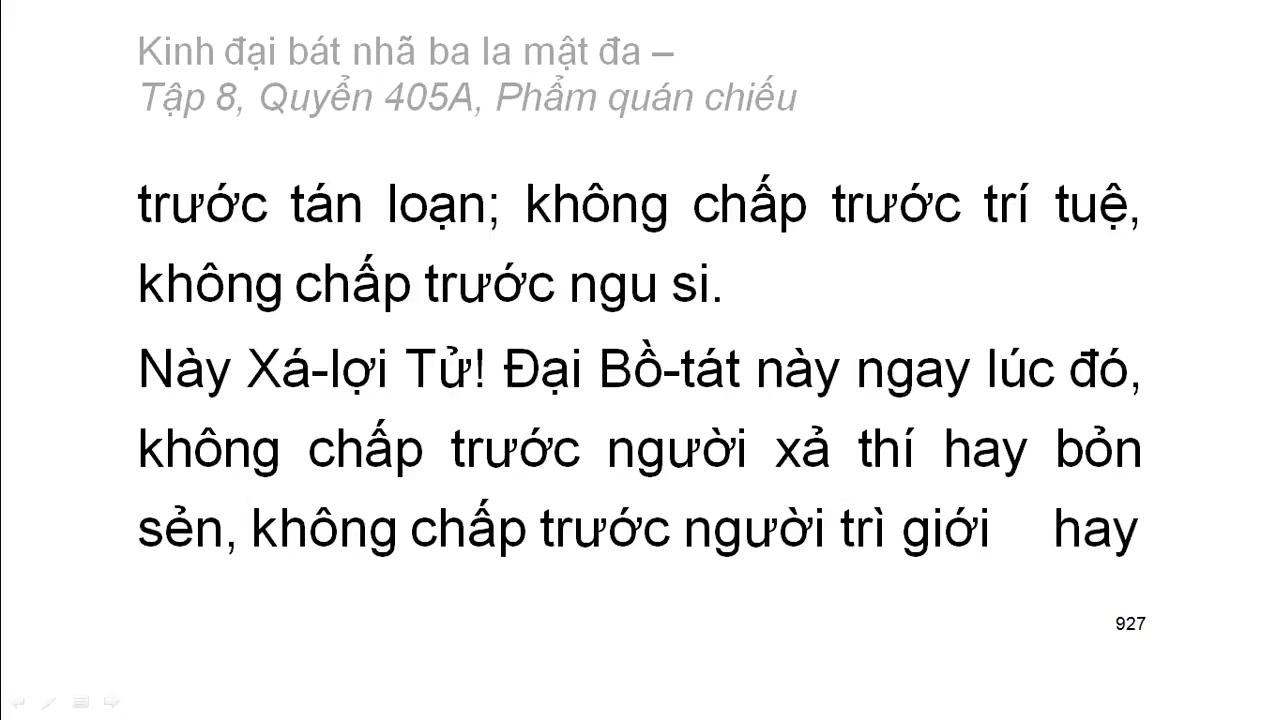 Kinh đại bát nhã ba la mật đa –
Tập 8, Quyển 405A, Phẩm quán chiếu
trước tán loạn; không chấp trước trí tuệ,
không chấp trước ngu si.
Này Xá-lợi Tử! Đại Bồ-tát này ngay lúc đó,
không chấp trước người xả thí hay bỏn
sẻn, không chấp trước người trì giới hay
927